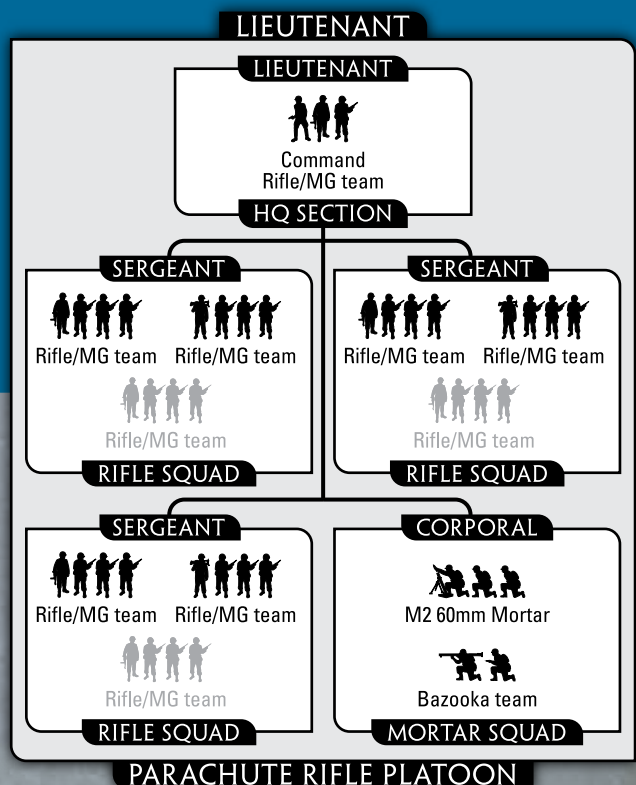 LIEUTENANT
LIEUTENANT
Command
Rifle/MG team
HQ SECTION
SERGEANT
Rifle/MG team Rifle/MG team
Rifle/MG team
RIFLE SQUAD
SERGEANT
Rifle/MG team Rifle/MG team
Rifle/MG team
RIFLE SQUAD
SERGEANT
Rifle/MG team Rifle/MG team
Rifle/MG team
RIFLE SQUAD
CORPORAL
M2 60mm Mortar
Bazooka team
MORTAR SQUAD
PARACHUTE RIFLE PLATOON